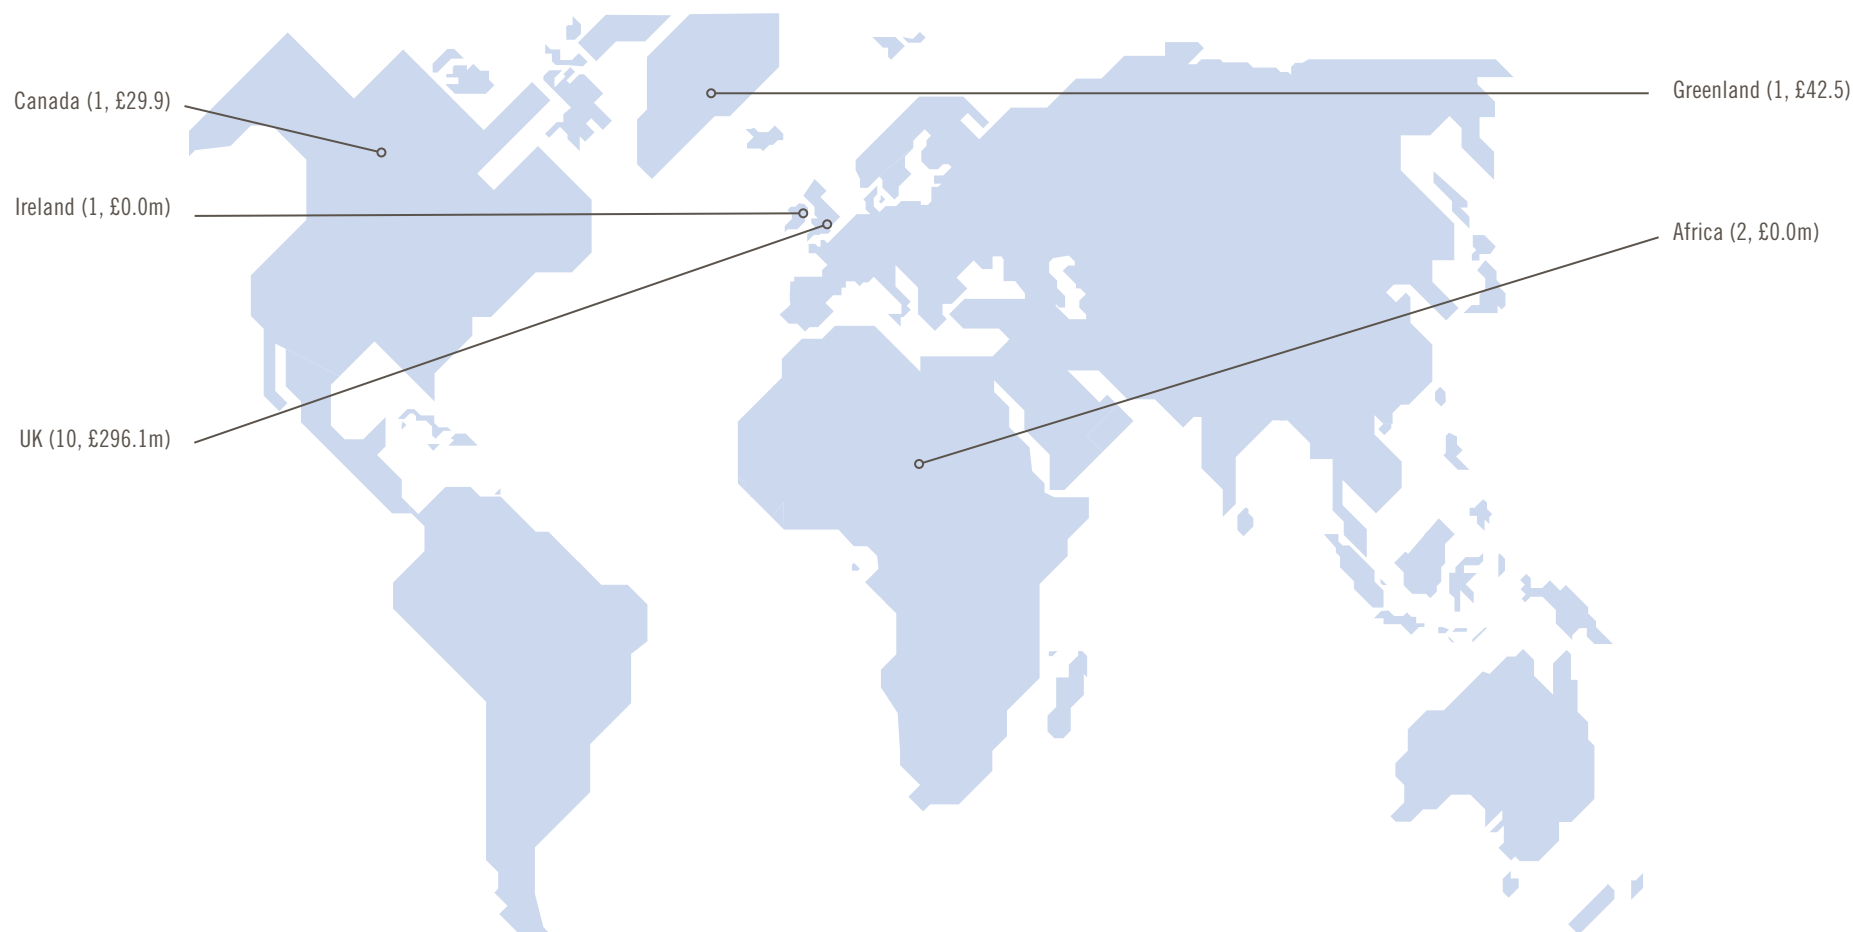 Canada (1, £29.9)
Greenland (1, £42.5)
Ireland (1, £0.0m)
Africa (2, £0.0m)
UK (10, £296.1m)